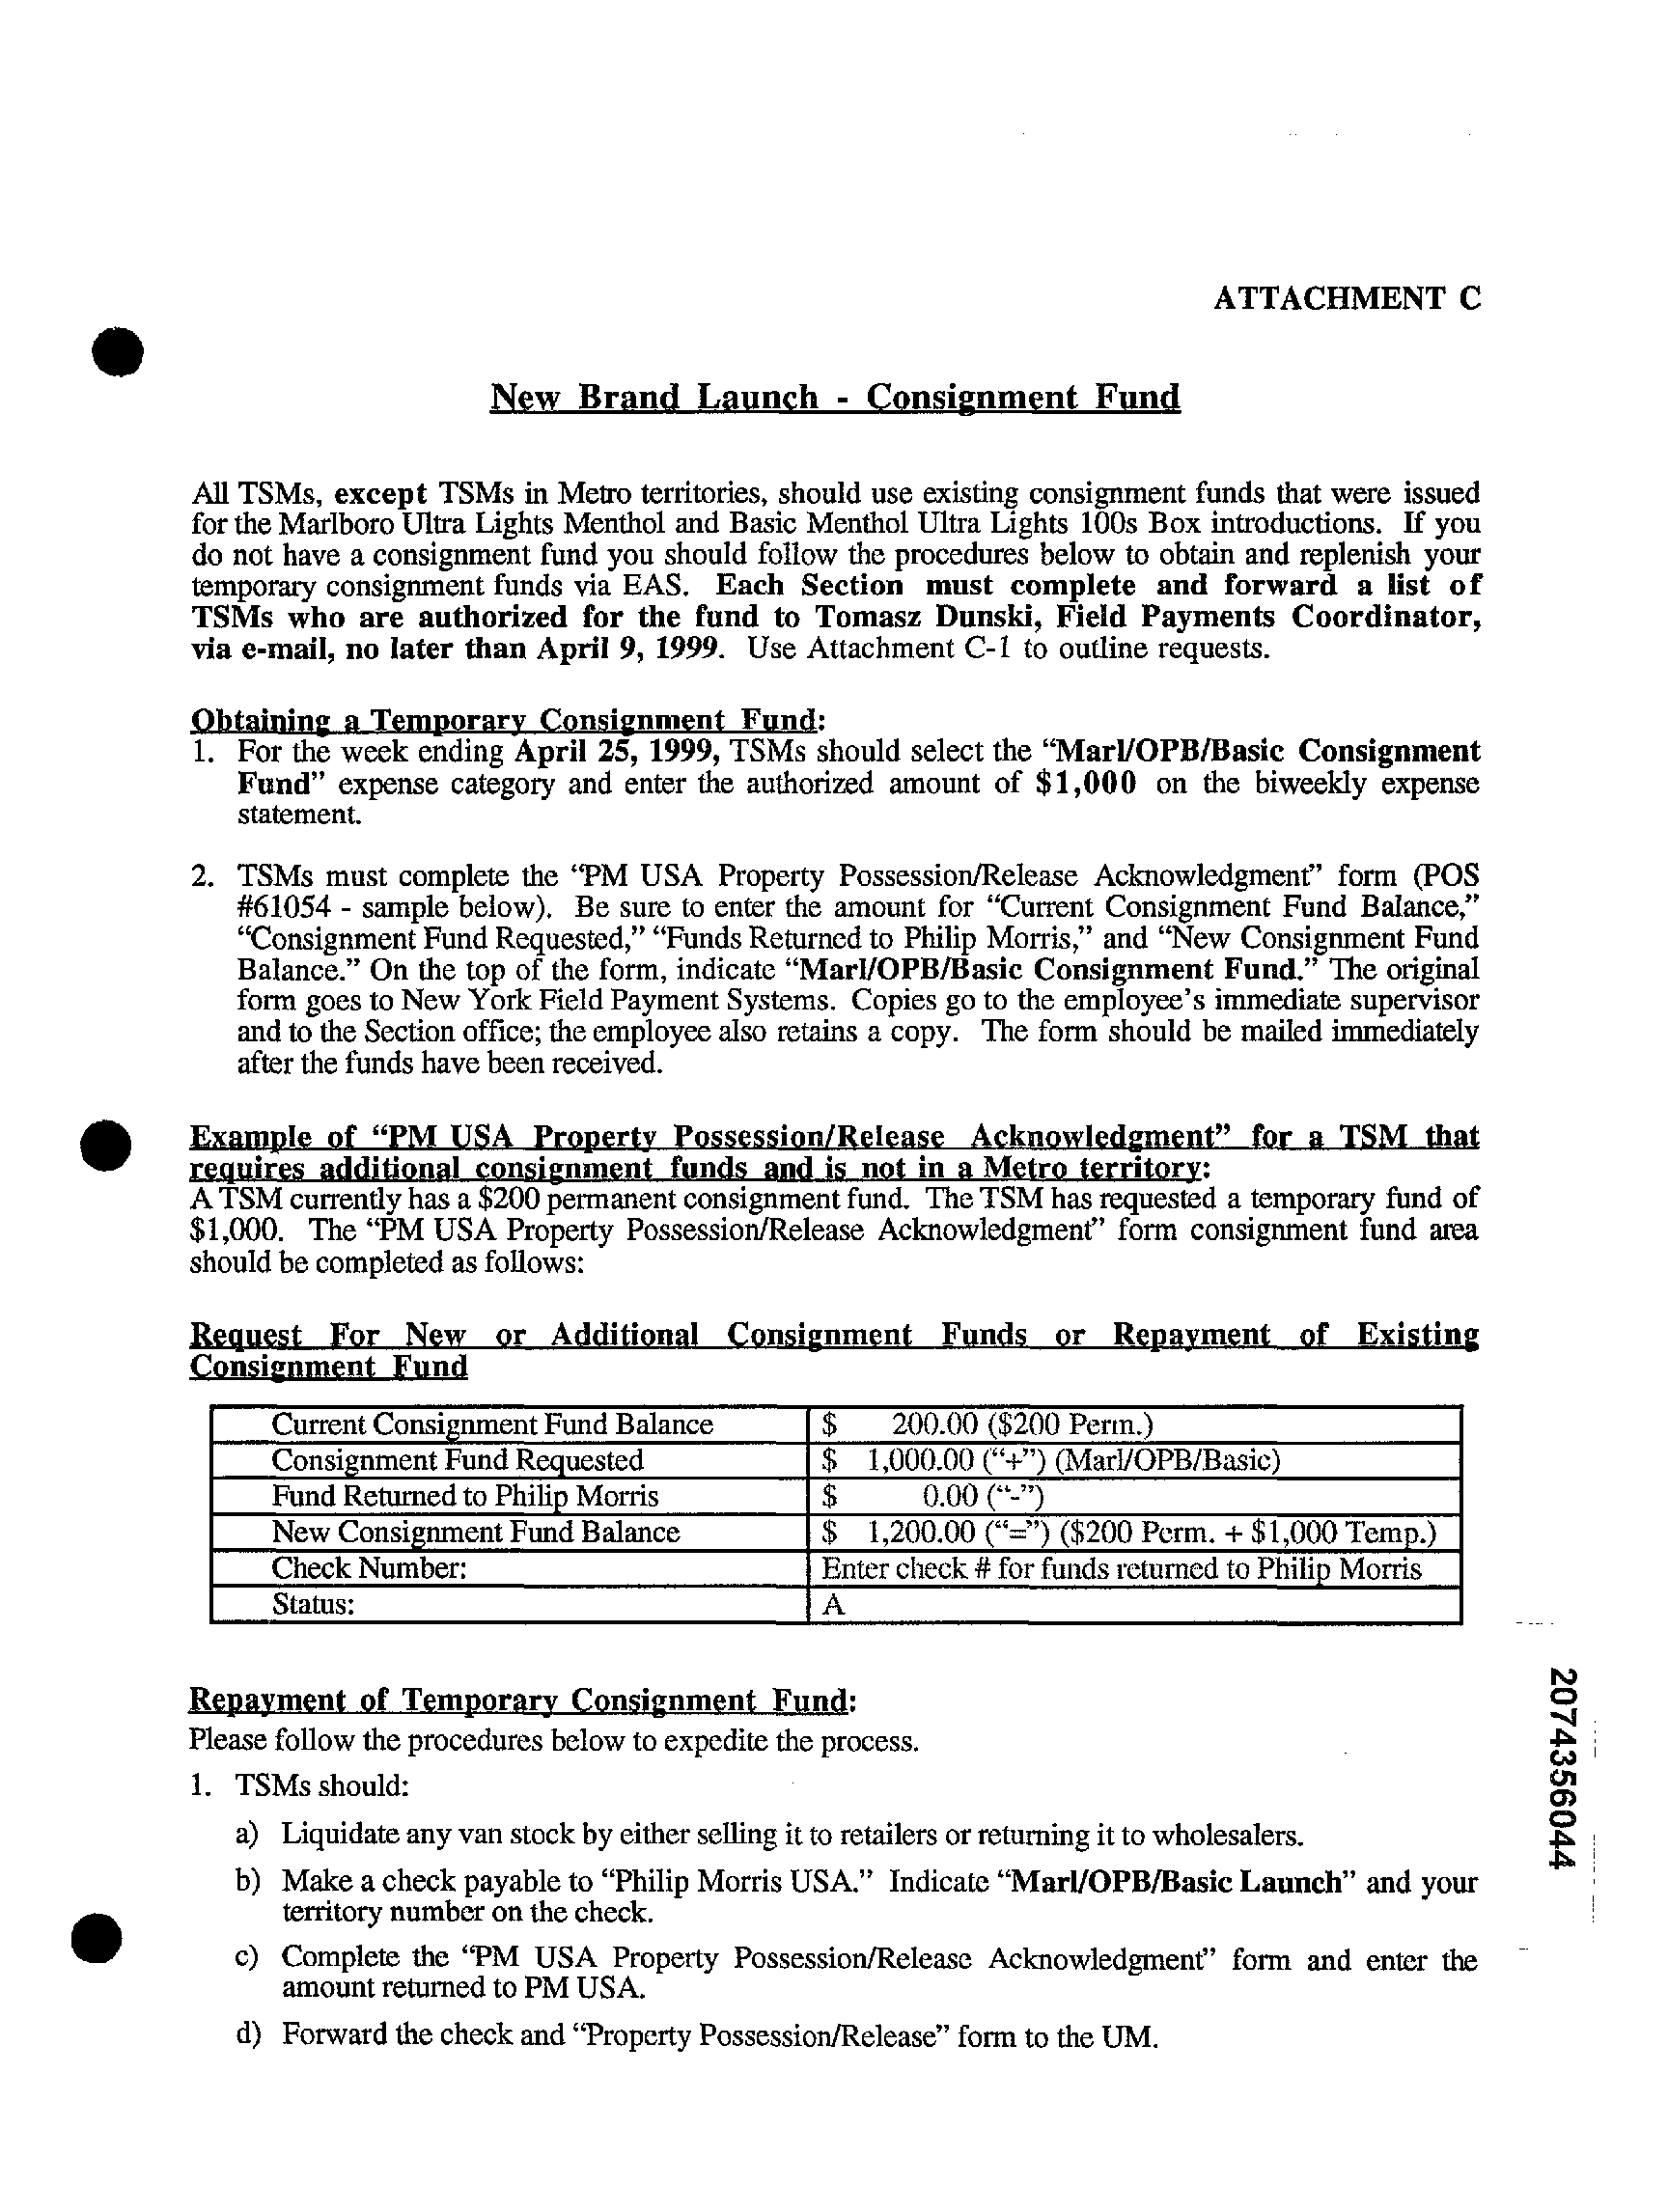 ATTACHMENT C
New Brand Launch - Consignment Fund
All TSMs, except TSMs in Metro territories, should use existing consignment funds that were issued
for the Marlboro Ultra Lights Menthol and Basic Menthol Ultra Lights 100s Box introductions. If you
do not have a consignment fund you should follow the procedures below to obtain and replenish your
temporary consignment funds via EAS. Each Section must complete and forward a list of
TSMs who are authorized for the fund to Tomasz Dunski, Field Payments Coordinator,
via e-mail, no later than April 9, 1999. Use Attachment C-1 to outline requests.
Obtaining a Temporary Consignment Fund:
1. For the week ending April 25, 1999, TSMs should select the “Marl/OPB/Basic Consignment
Fund” expense category and enter the authorized amount of $1,000 on the biweekly expense
statement.
2. TSMs must complete the “PM USA Property Possession/Release Acknowledgment” form (POS
#61054 - sample below). Be sure to enter the amount for “Current Consignment Fund Balance,”
“Consignment Fund Requested,” “Funds Returned to Philip Morris,” and “New Consignment Fund
Balance.” On the top of the form, indicate “Marl/OPB/Basic Consignment Fund.” The original
form goes to New York Field Payment Systems. Copies go to the employee’s immediate supervisor
and to the Section office; the employee also retains a copy. The form should be mailed immediately
after the funds have been received.
Example of “PM USA Property Possession/Release Acknowledgment” for a TSM that
requires additional consignment funds and is not in a Metro territory:
A TSM currently has a $200 permanent consignment fund. The TSM has requested a temporary fund of
$1,000. The “PM USA Property Possession/Release Acknowledgment” form consignment fund area
should be completed as follows:
Request For New or Additional Consignment Funds or Repayment of Existing
Consignment Fund
Current Consignment Fund Balance $ 200.00 ($200 Perm.)
Consignment Fund Requested $ 1,000.00 (“+”) (Marl/OPB/Basic)
Fund Returned to Philip Morris $ 0.00 (“-”)
New Consignment Fund Balance $ 1,200.00 (“=”) ($200 Perm. + $1,000 Temp.)
Check Number: Enter check # for funds returned to Philip Morris
Status: A
Repayment of Temporary Consignment Fund:
Please follow the procedures below to expedite the process.
1. TSMs should:
a) Liquidate any van stock by either selling it to retailers or returning it to wholesalers.
b) Make a check payable to “Philip Morris USA.” Indicate “Marl/OPB/Basic Launch” and your
territory number on the check.
c) Complete the “PM USA Property Possession/Release Acknowledgment” form and enter the
amount returned to PM USA.
d) Forward the check and “Property Possession/Release” form to the UM.
2074356044